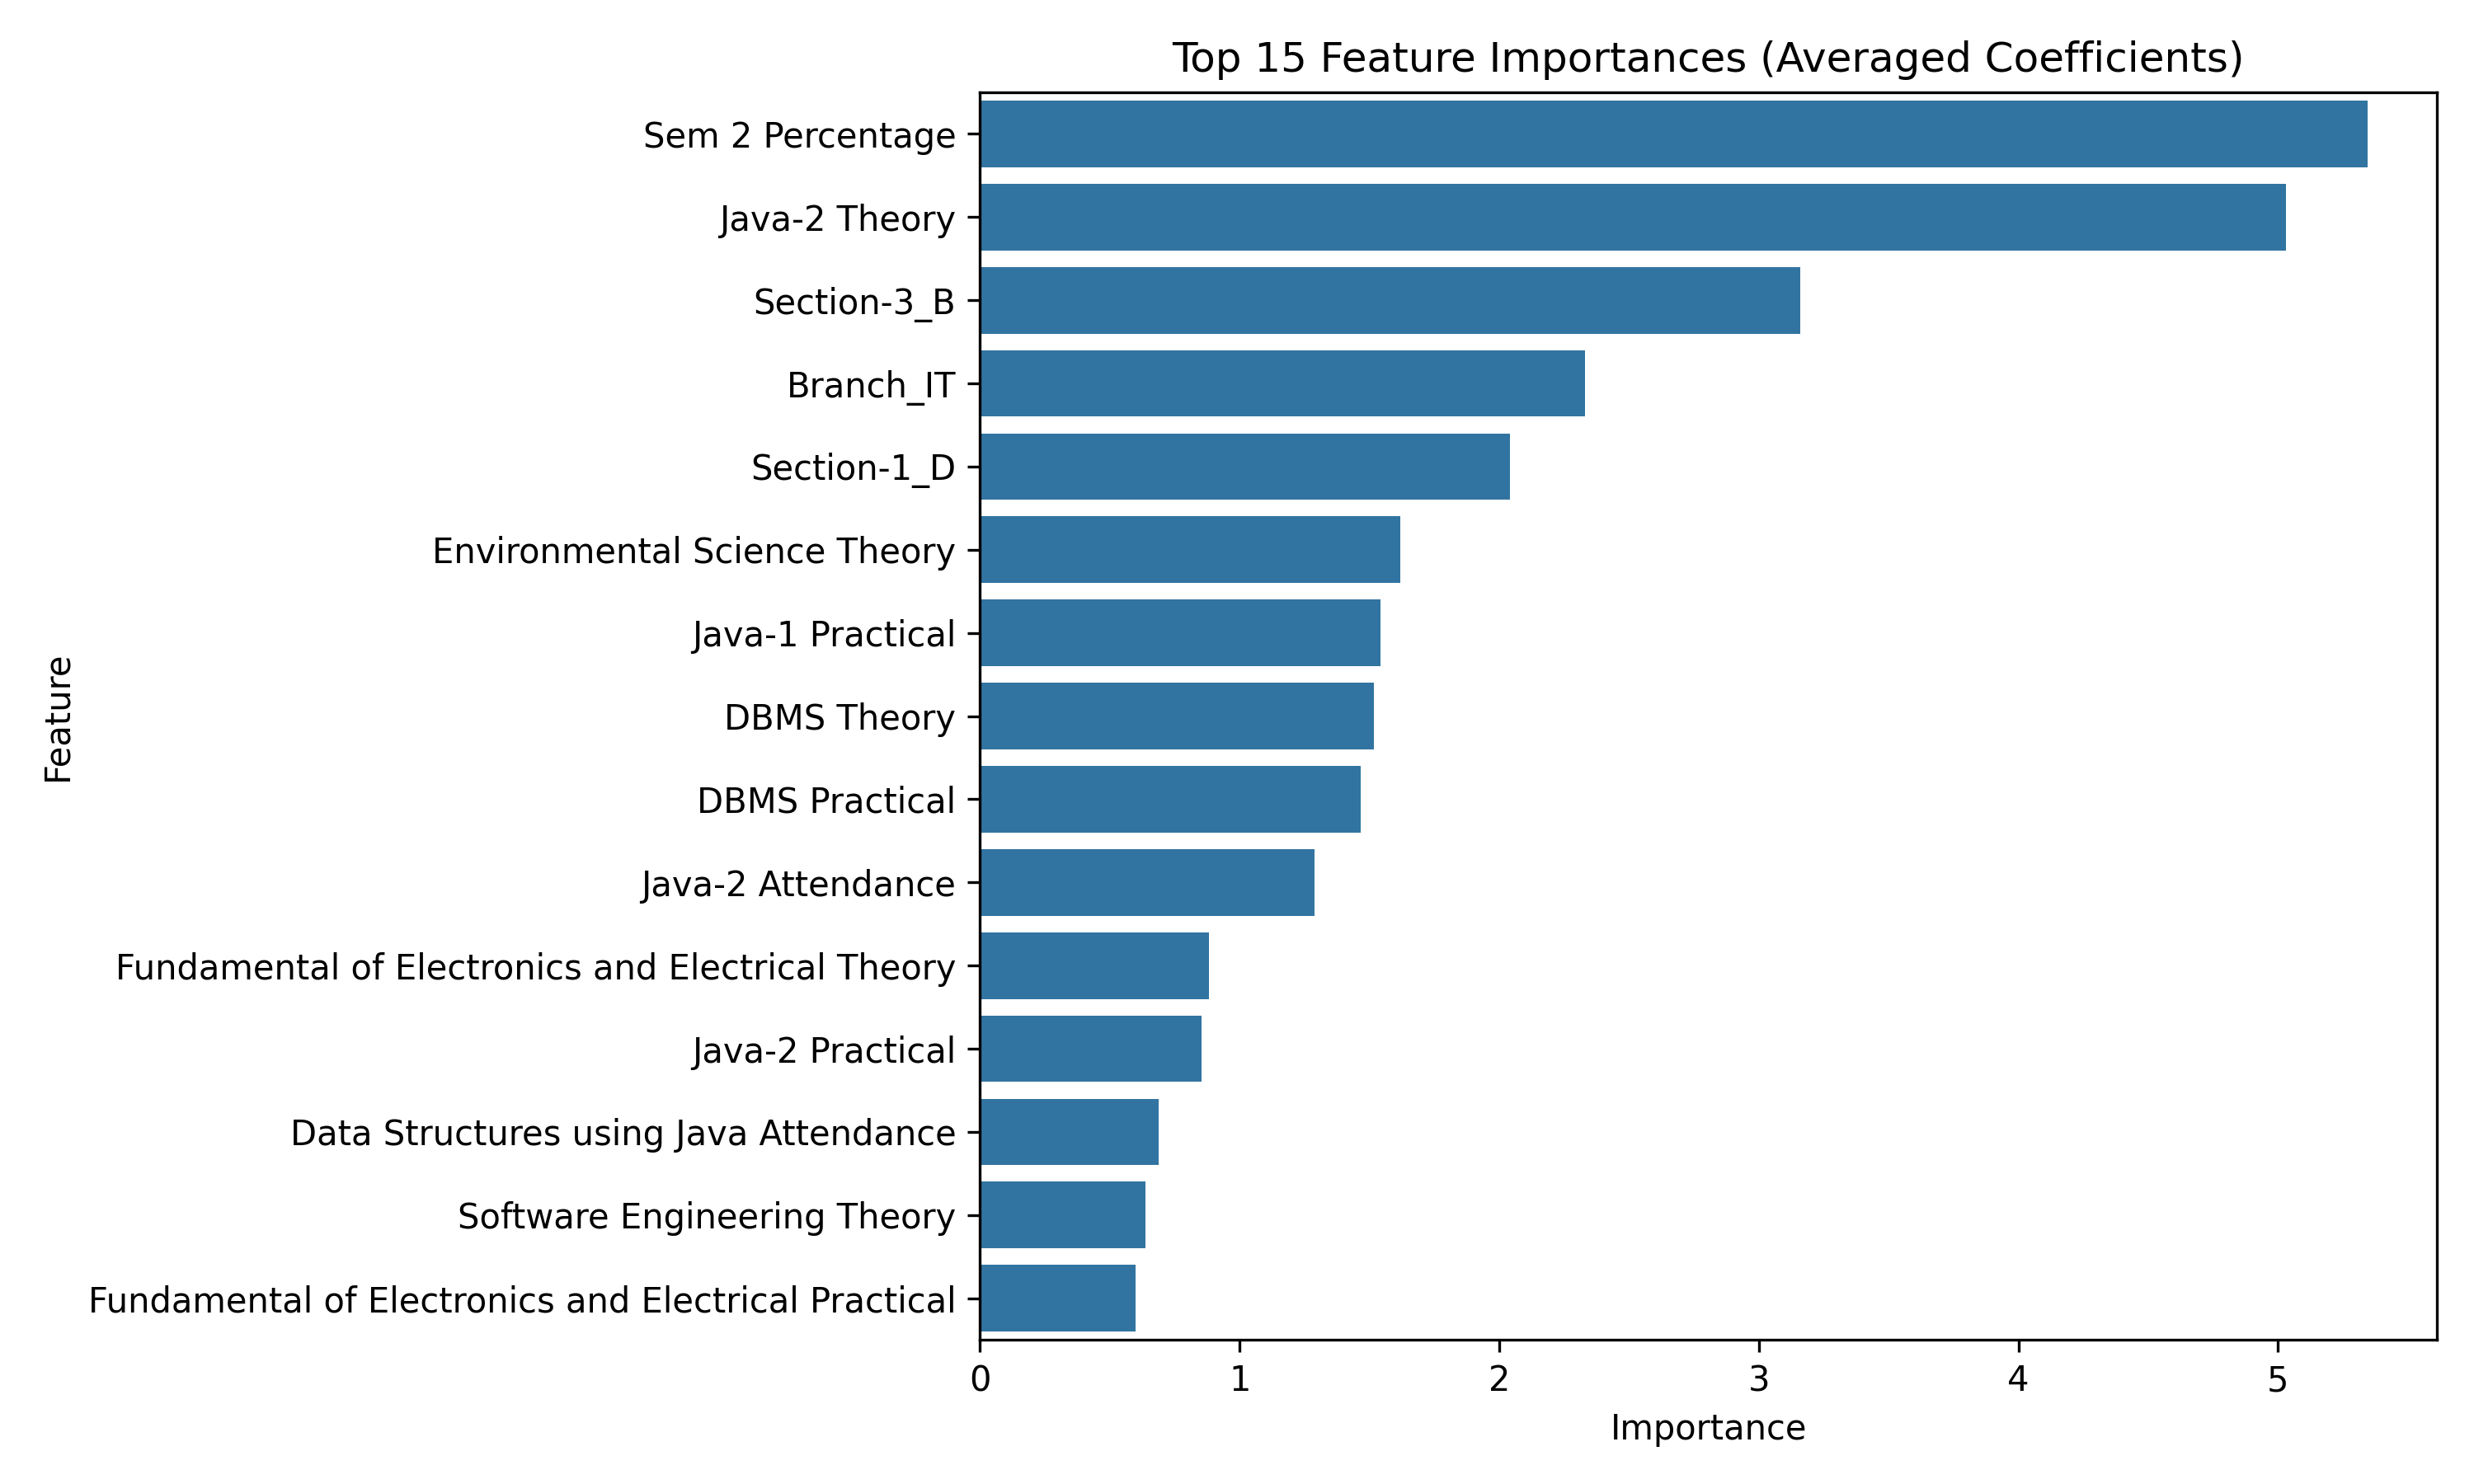 Top 15 Feature Importances (Averaged Coefficients)
Sem 2 Percentage
Java-2 Theory
Section-3_B
Branch_IT
Section-1_D
Environmental Science Theory
Java-1 Practical
DBMS Theory
DBMS Practical
Java-2 Attendance
Fundamental of Electronics and Electrical Theory
Java-2 Practical
Data Structures using Java Attendance
Software Engineering Theory
Fundamental of Electronics and Electrical Practical
Feature
0 1 2 3 4 5
Importance